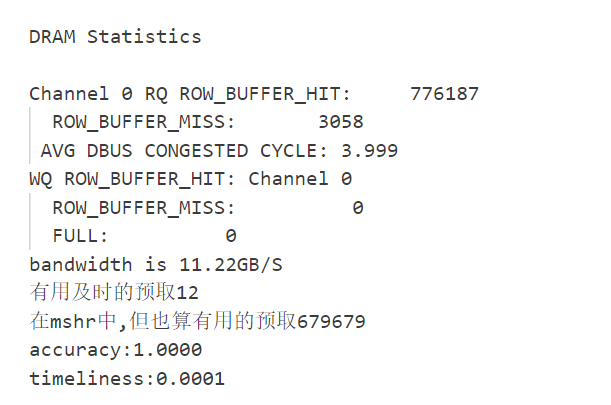 DRAM Statistics
Channel 0 RQ ROW_BUFFER_HIT: 776187
ROW_BUFFER_MISS: 3058
AVG DBUS CONGESTED CYCLE: 3.999
WQ ROW_BUFFER_HIT: Channel 0
ROW_BUFFER_MISS: 0
FULL: 0
bandwidth is 11.22GB/S
有用及时的预取12
在mshr中,但也算有用的预取679679
accuracy:1.0000
timeliness:0.0001